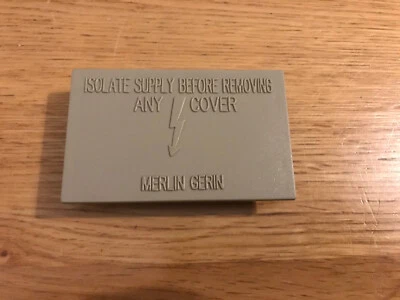 ISOLATE SUPPLY BEFORE REMOVING
ANY COVER
MERLIN GERIN